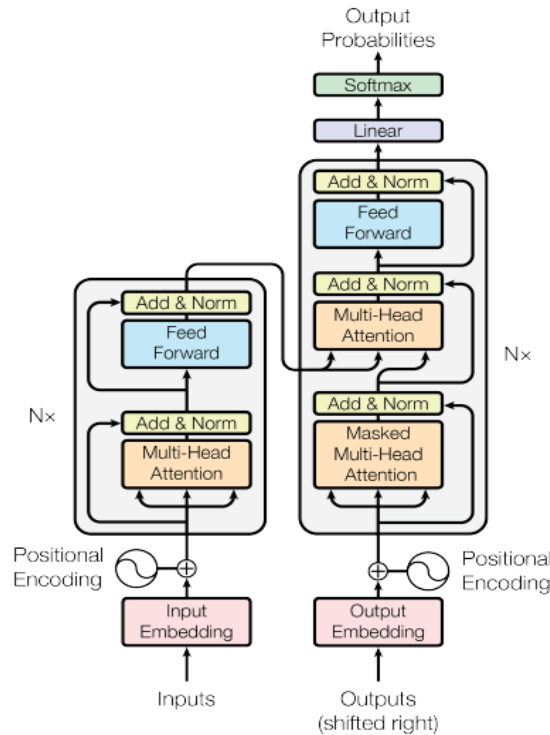 Output
Probabilities
Softmax
Linear
Add & Norm
Feed
Forward
Add & Norm
Multi-Head
Attention
Add & Norm
Masked
Multi-Head
Attention
N×
Positional
Encoding
Output
Embedding
Outputs
(shifted right)
Add & Norm
Feed
Forward
Add & Norm
Multi-Head
Attention
N×
Positional
Encoding
Input
Embedding
Inputs